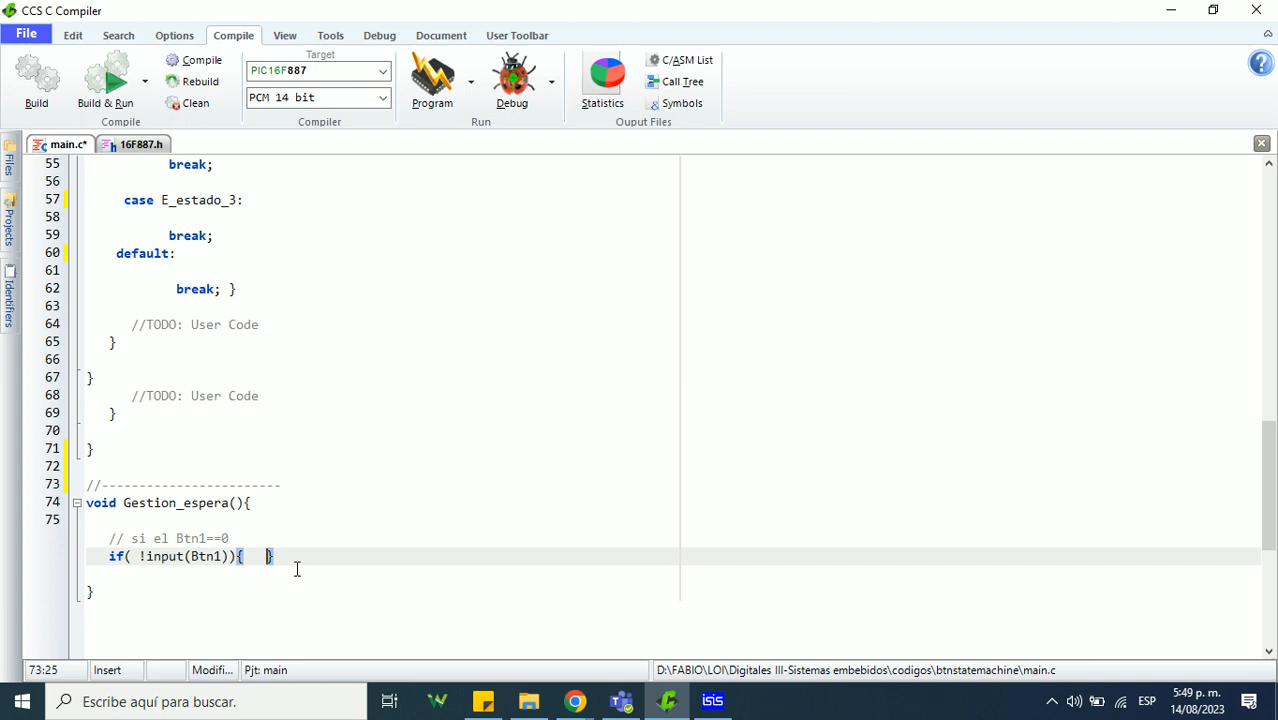 CCS C Compiler
File Edit Search Options Compile View Tools Debug Document User Toolbar
Build
Build & Run
Compile
Rebuild
Clean
Compile
Target
PIC16F887
PCM 14 bit
Compiler
Program
Debug
Run
Statistics
C/ASM List
Call Tree
Symbols
Ouput Files
Files
Projects
Identifiers
main.c* 16F887.h
55 break;
56
57 case E_estado_3:
58
59 break;
60 default:
61
62 break; }
63
64 //TODO: User Code
65 }
66
67 }
68 //TODO: User Code
69 }
70
71 }
72
73 //------------------------
74 void Gestion_espera(){
75
// si el Btn1==0
if( !input(Btn1)){ }
}
73:25 Insert Modifi... Pjt: main D:\FABIO\LOI\Digitales III-Sistemas embebidos\codigos\btnstatemachine\main.c
Escribe aquí para buscar.
isis
ESP
5:49 p. m.
14/08/2023